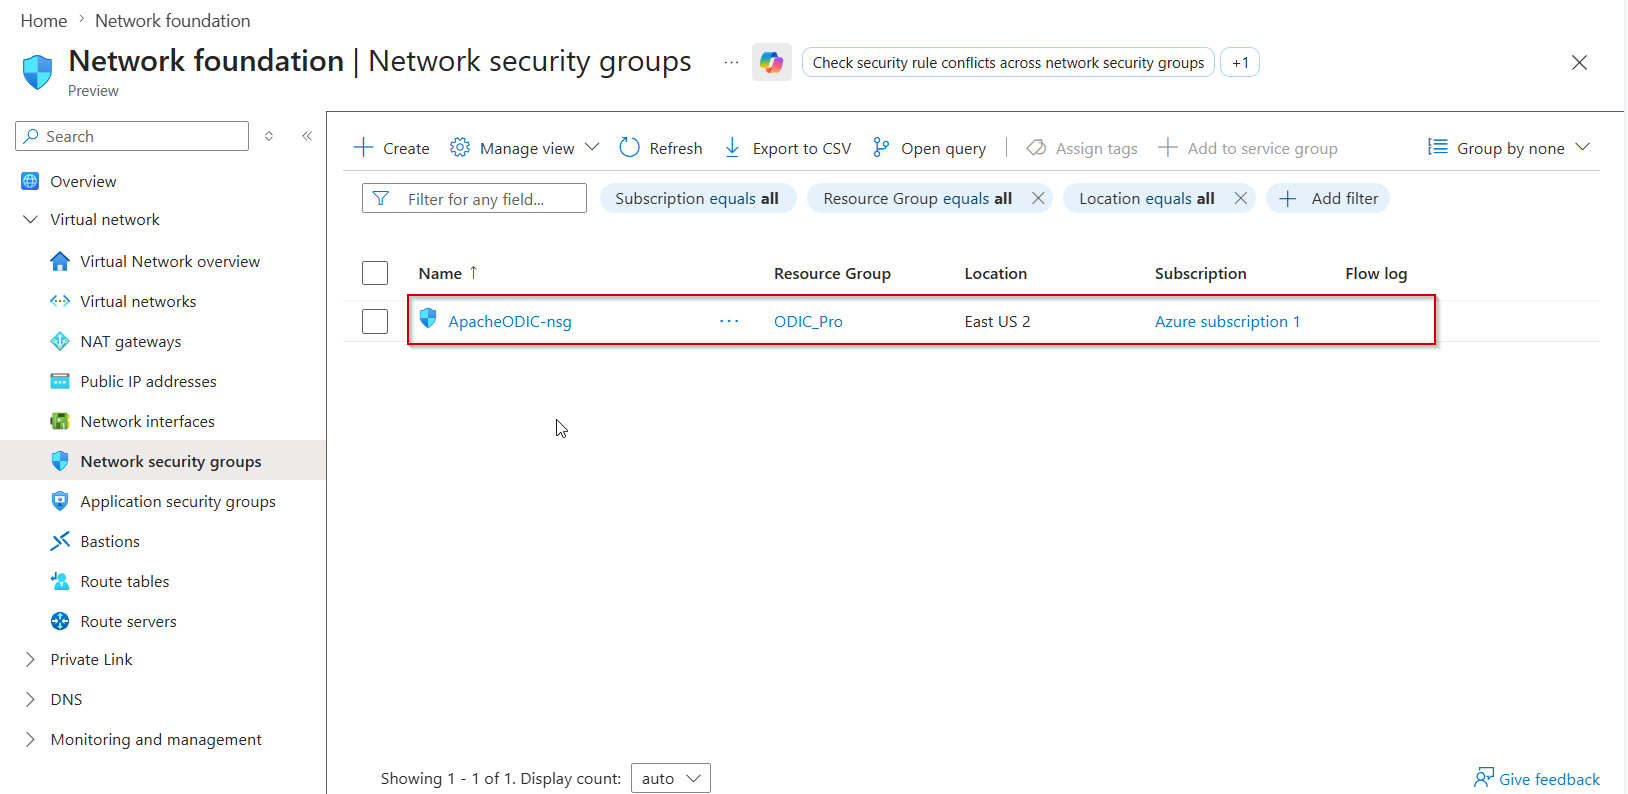 Home > Network foundation
Network foundation | Network security groups
Preview
Check security rule conflicts across network security groups
+1
Search
Overview
Virtual network
Virtual Network overview
Virtual networks
NAT gateways
Public IP addresses
Network interfaces
Network security groups
Application security groups
Bastions
Route tables
Route servers
Private Link
DNS
Monitoring and management
Create
Manage view
Refresh
Export to CSV
Open query
Assign tags
Add to service group
Group by none
Filter for any field...
Subscription equals all
Resource Group equals all
Location equals all
Add filter
Name ↑ Resource Group Location Subscription Flow log
ApacheODIC-nsg ODIC_Pro East US 2 Azure subscription 1
Showing 1 - 1 of 1. Display count: auto
Give feedback